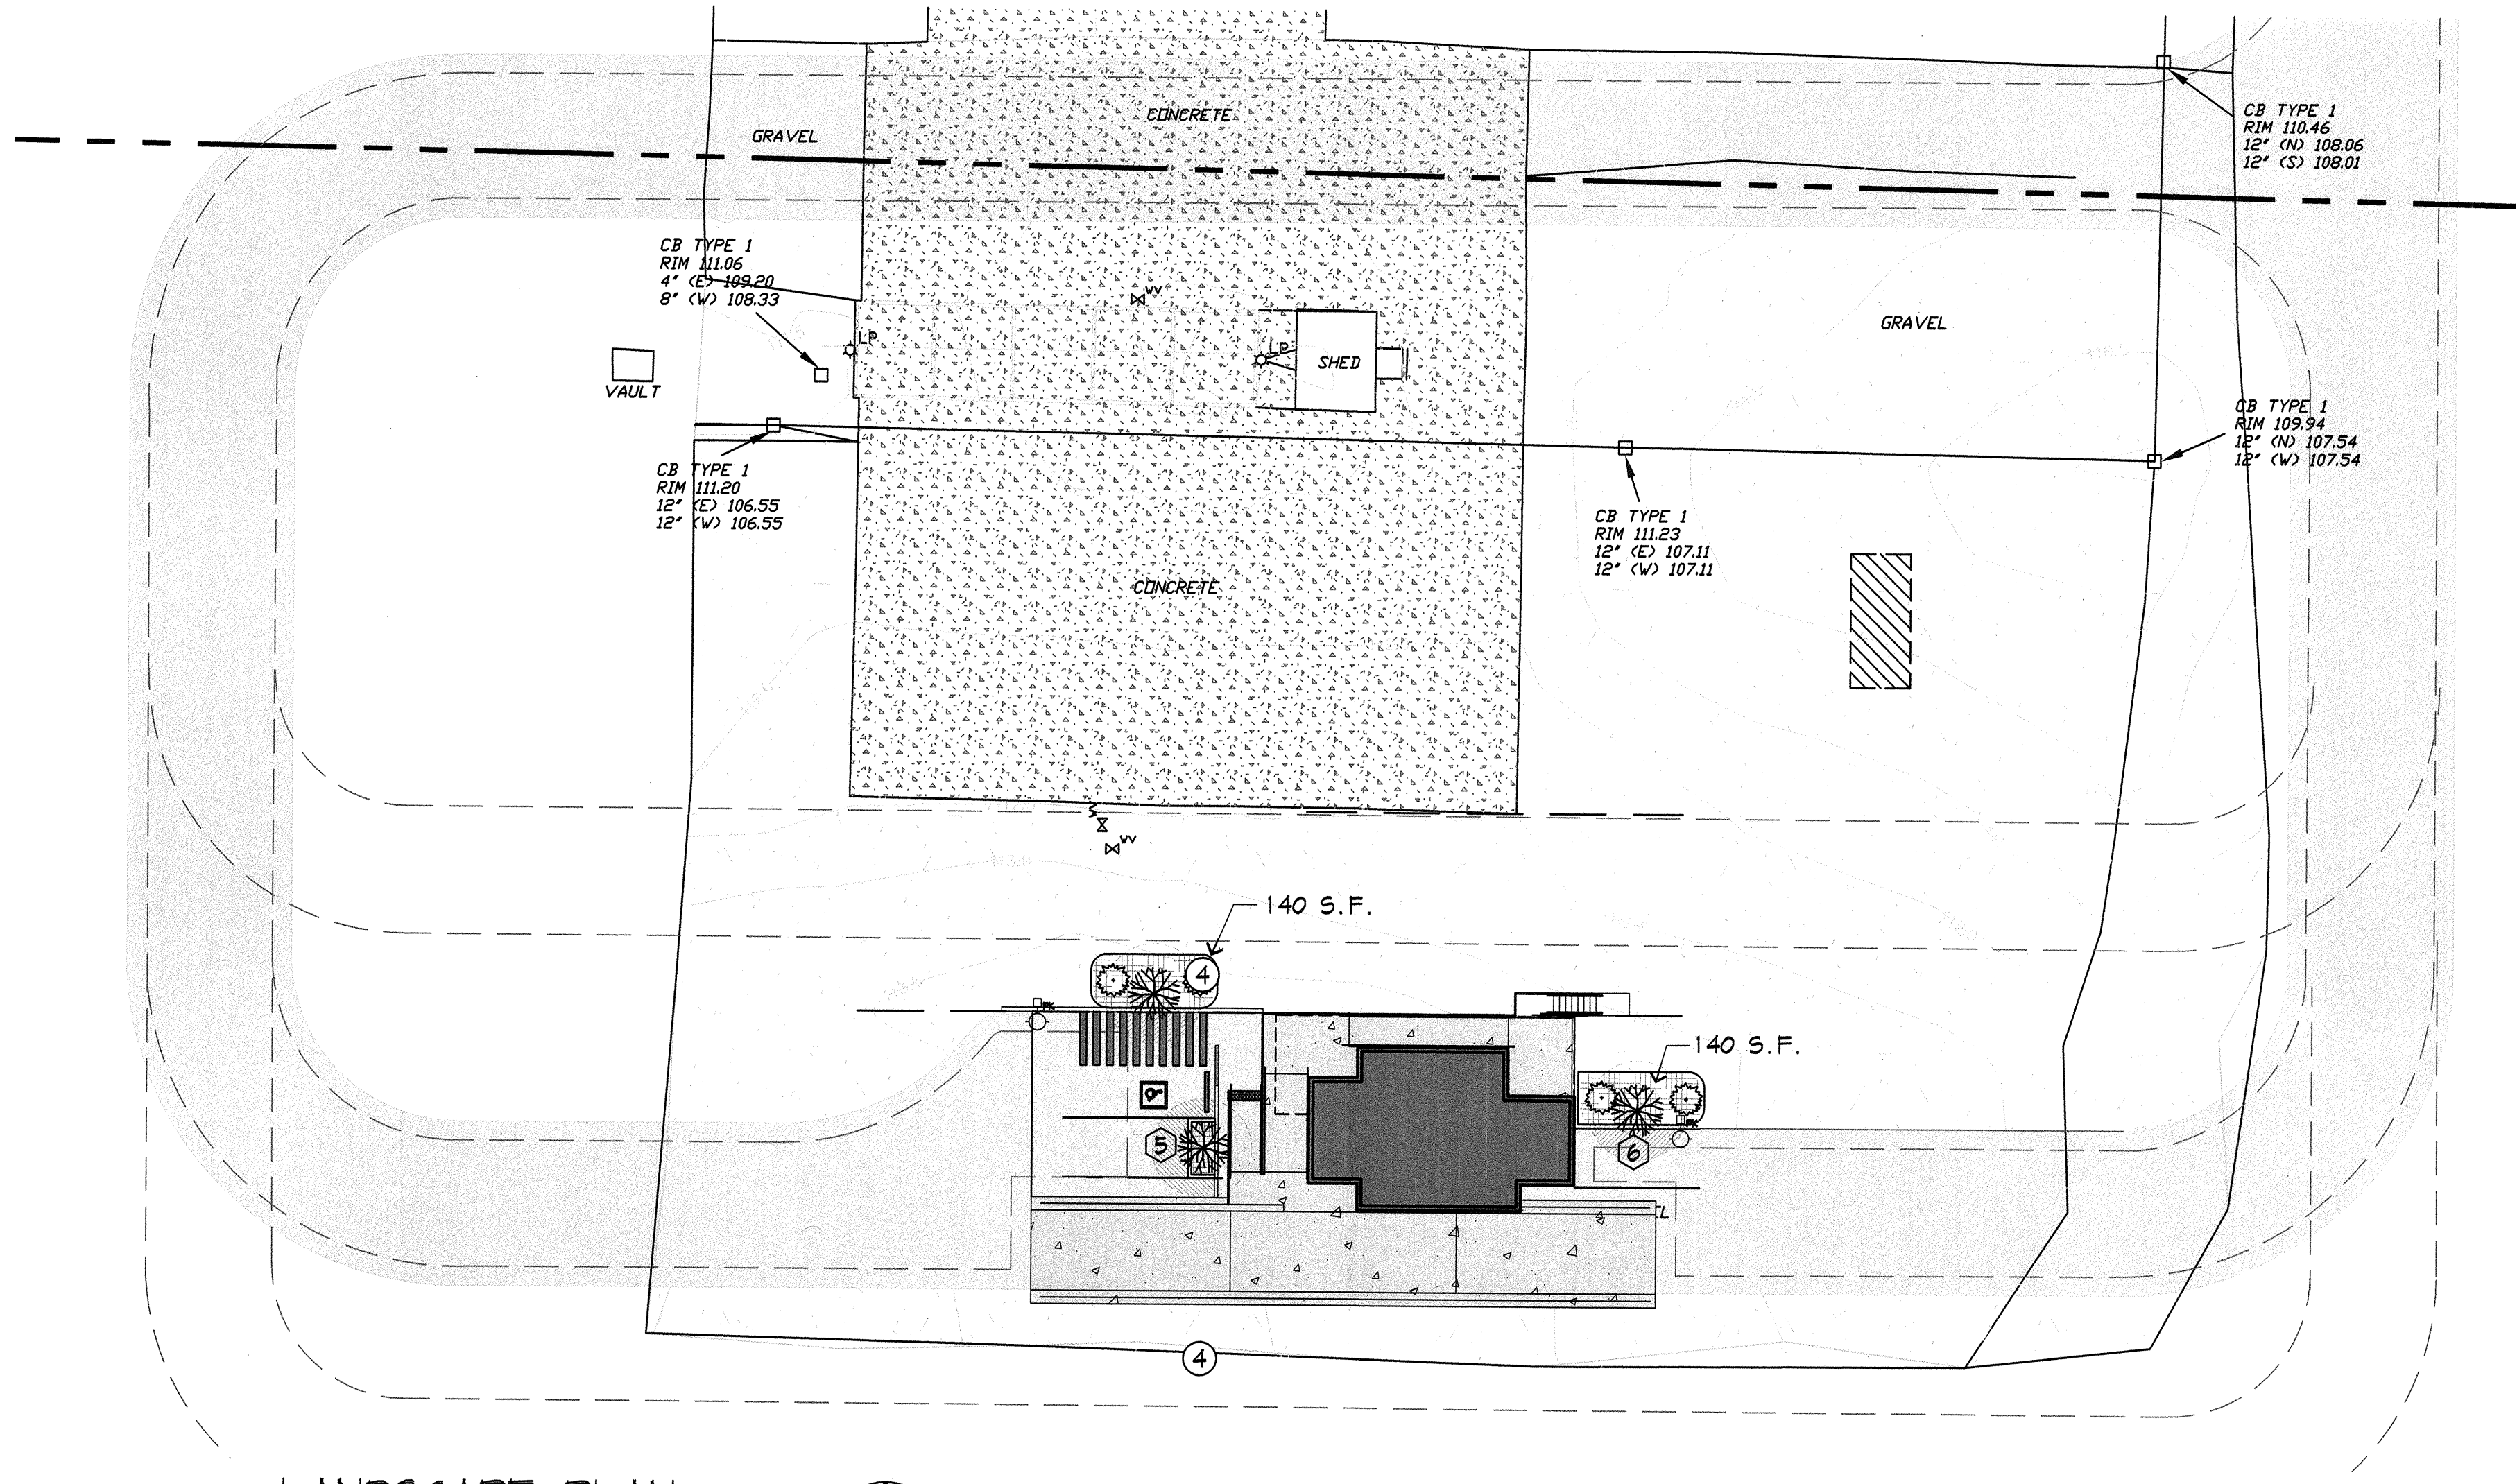 CONCRETE
GRAVEL
CB TYPE 1
RIM 110.46
12" (N) 108.06
12" (S) 108.01
CB TYPE 1
RIM 111.06
4" (E) 109.20
8" (W) 108.33
WV
LP
LP
SHED
GRAVEL
VAULT
CB TYPE 1
RIM 109.94
12" (N) 107.54
12" (W) 107.54
CB TYPE 1
RIM 111.20
12" (E) 106.55
12" (W) 106.55
CB TYPE 1
RIM 111.23
12" (E) 107.11
12" (W) 107.11
CONCRETE
WV
113.0
140 S.F.
4
140 S.F.
5
6
4
LANDSCAPE PLAN